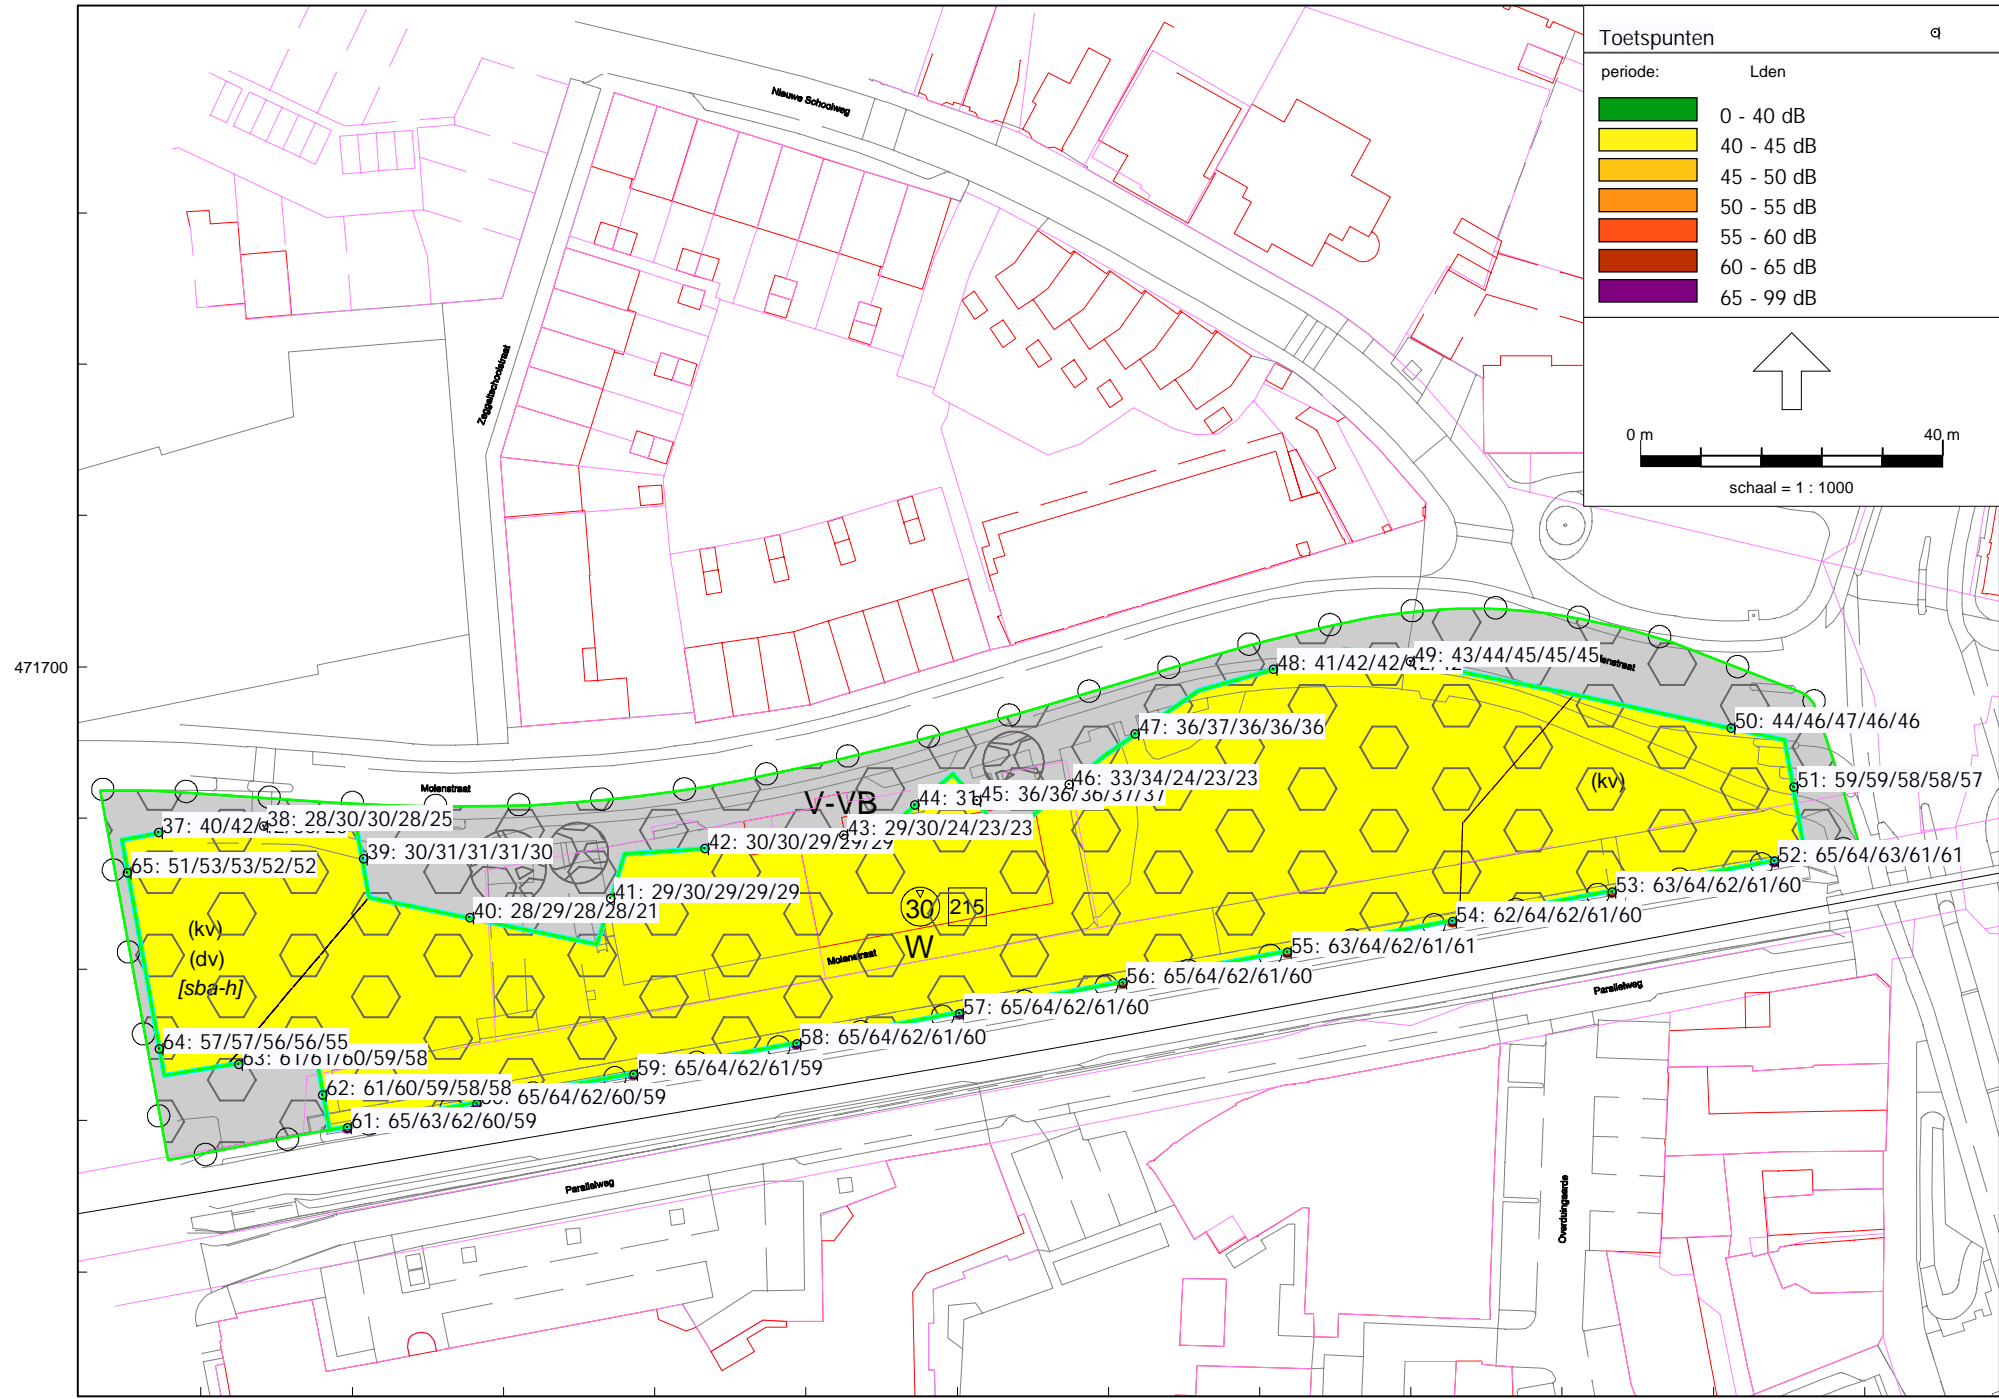 Toetspunten
periode: Lden
0 - 40 dB
40 - 45 dB
45 - 50 dB
50 - 55 dB
55 - 60 dB
60 - 65 dB
65 - 99 dB
0 m 40 m
schaal = 1 : 1000
Nieuwe Schoolweg
Zeggeltschoolstraat
471700
48: 41/42/42/
49: 43/44/45/45/45
50: 44/46/47/46/46
47: 36/37/36/36/36
51: 59/59/58/58/57
46: 33/34/24/23/23
45: 36/36/36/37/37
44: 31
V-VB
(kv)
Molenstraat
37: 40/42/
38: 28/30/30/28/25
43: 29/30/24/23/23
42: 30/30/29/29/29
39: 30/31/31/31/30
65: 51/53/53/52/52
52: 65/64/63/61/61
41: 29/30/29/29/29
53: 63/64/62/61/60
40: 28/29/28/28/21
30 215
54: 62/64/62/61/60
(kv)
(dv)
[sba-h]
W
Molenstraat
55: 63/64/62/61/61
56: 65/64/62/61/60
Parallelweg
57: 65/64/62/61/60
64: 57/57/56/56/55
63: 61/61/60/59/58
58: 65/64/62/61/60
59: 65/64/62/61/59
62: 61/60/59/58/58
65/64/62/60/59
61: 65/63/62/60/59
Parallelweg
Overduingaarde